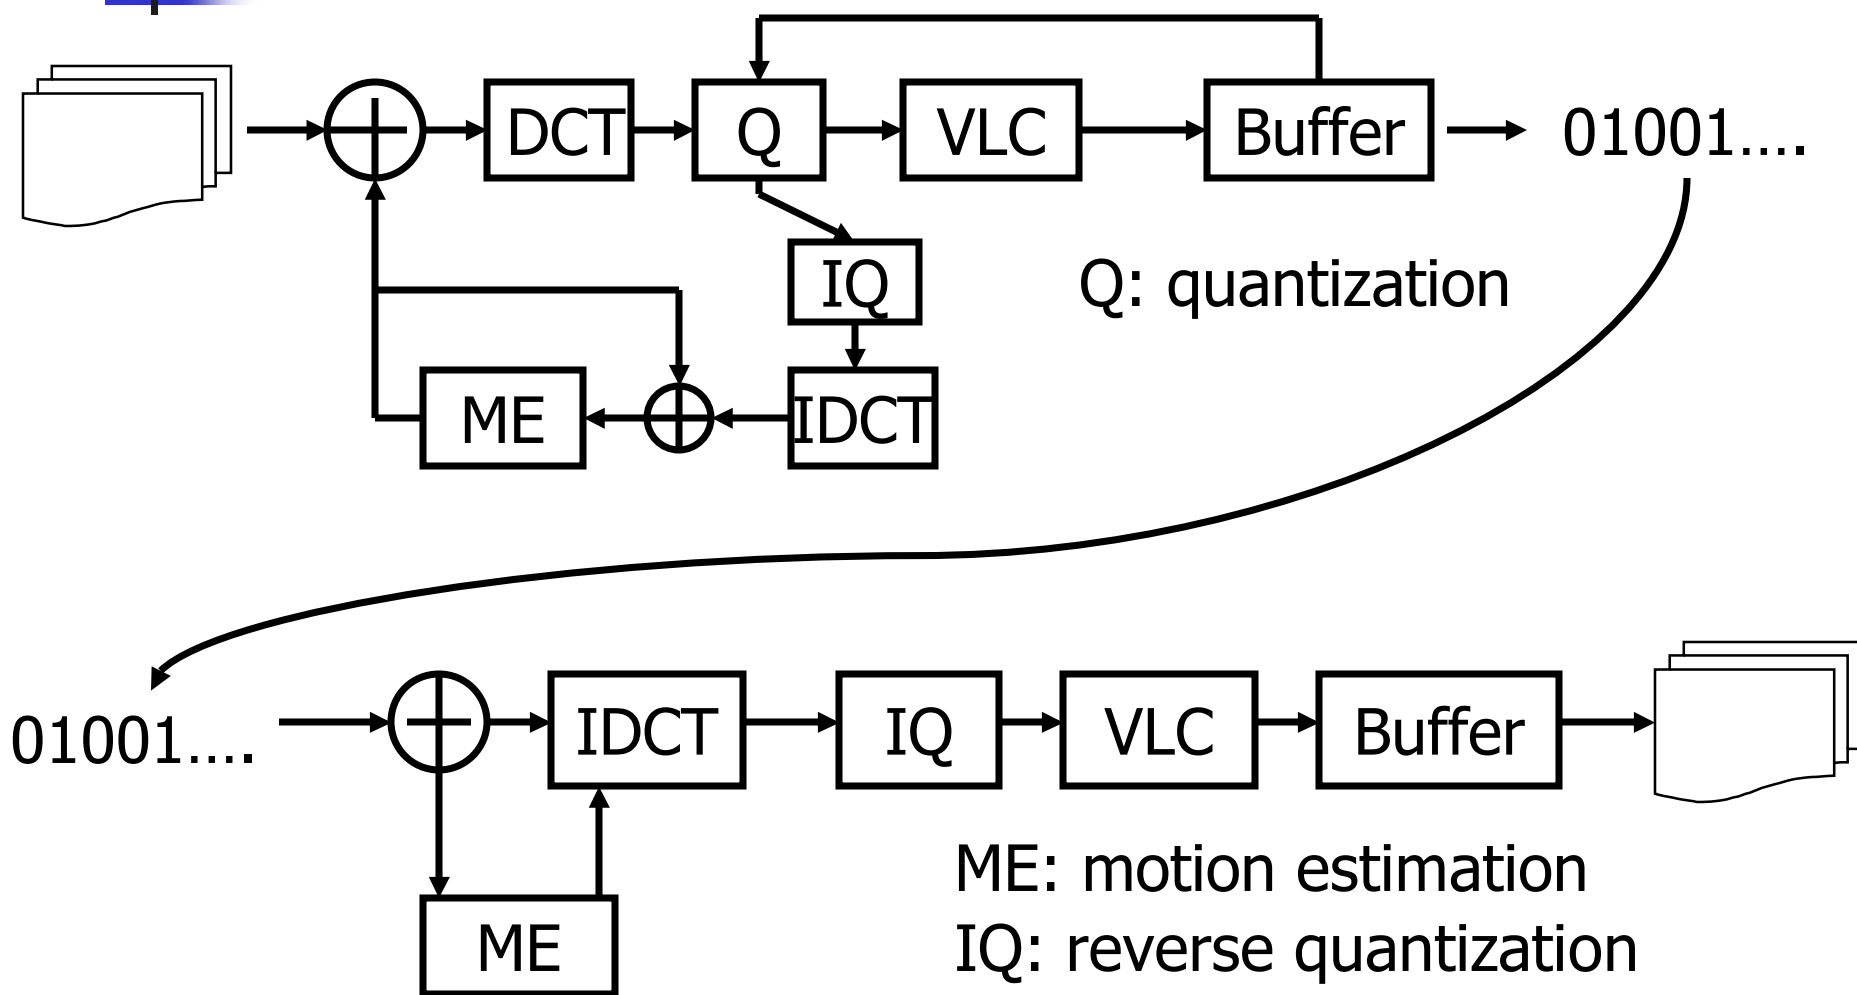 DCT Q VLC Buffer 01001....
IQ
Q: quantization
ME IDCT
01001.... IDCT IQ VLC Buffer
ME: motion estimation
ME
IQ: reverse quantization